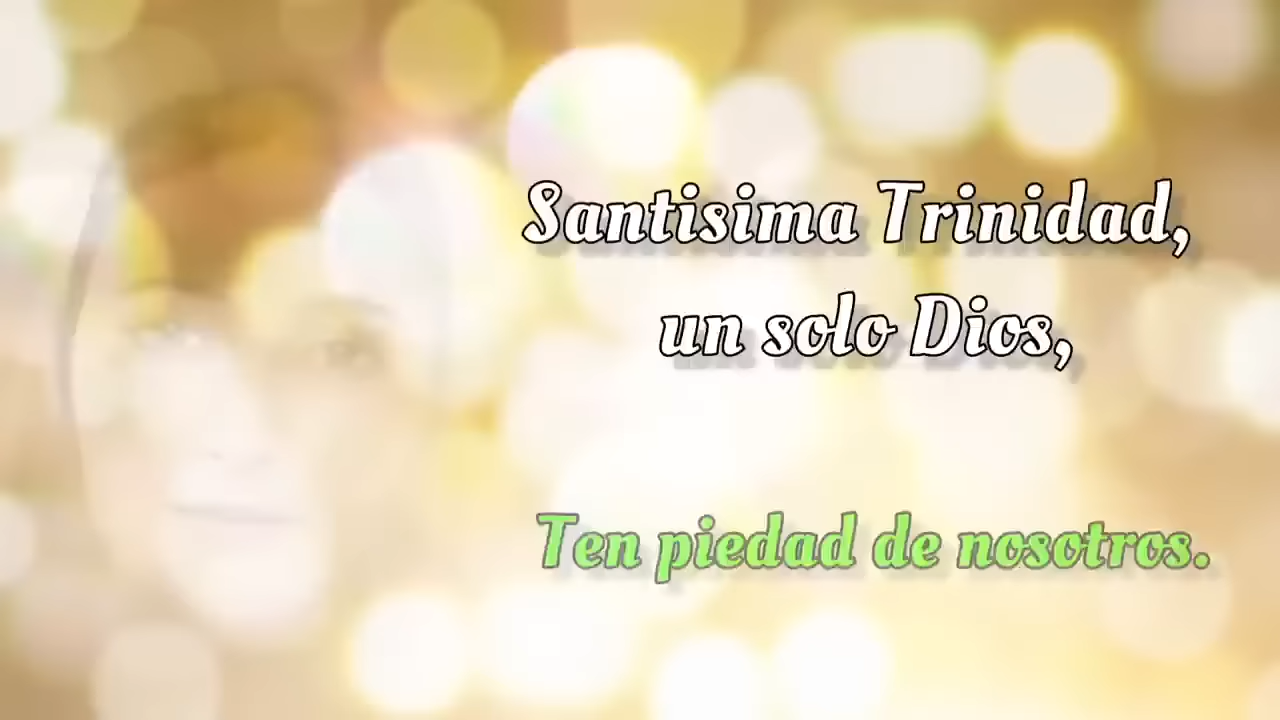 Santisima Trinidad,
un solo Dios,
Ten piedad de nosotros.